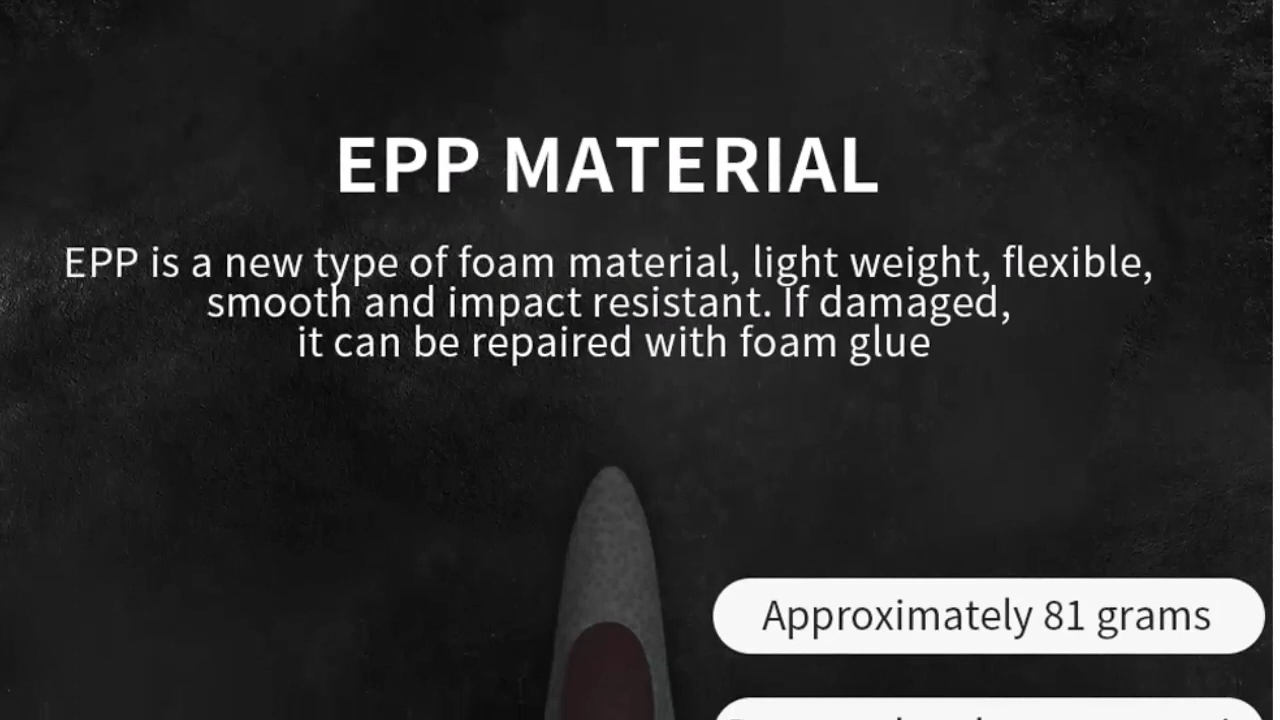 EPP MATERIAL
EPP is a new type of foam material, light weight, flexible,
smooth and impact resistant. If damaged,
it can be repaired with foam glue
Approximately 81 grams